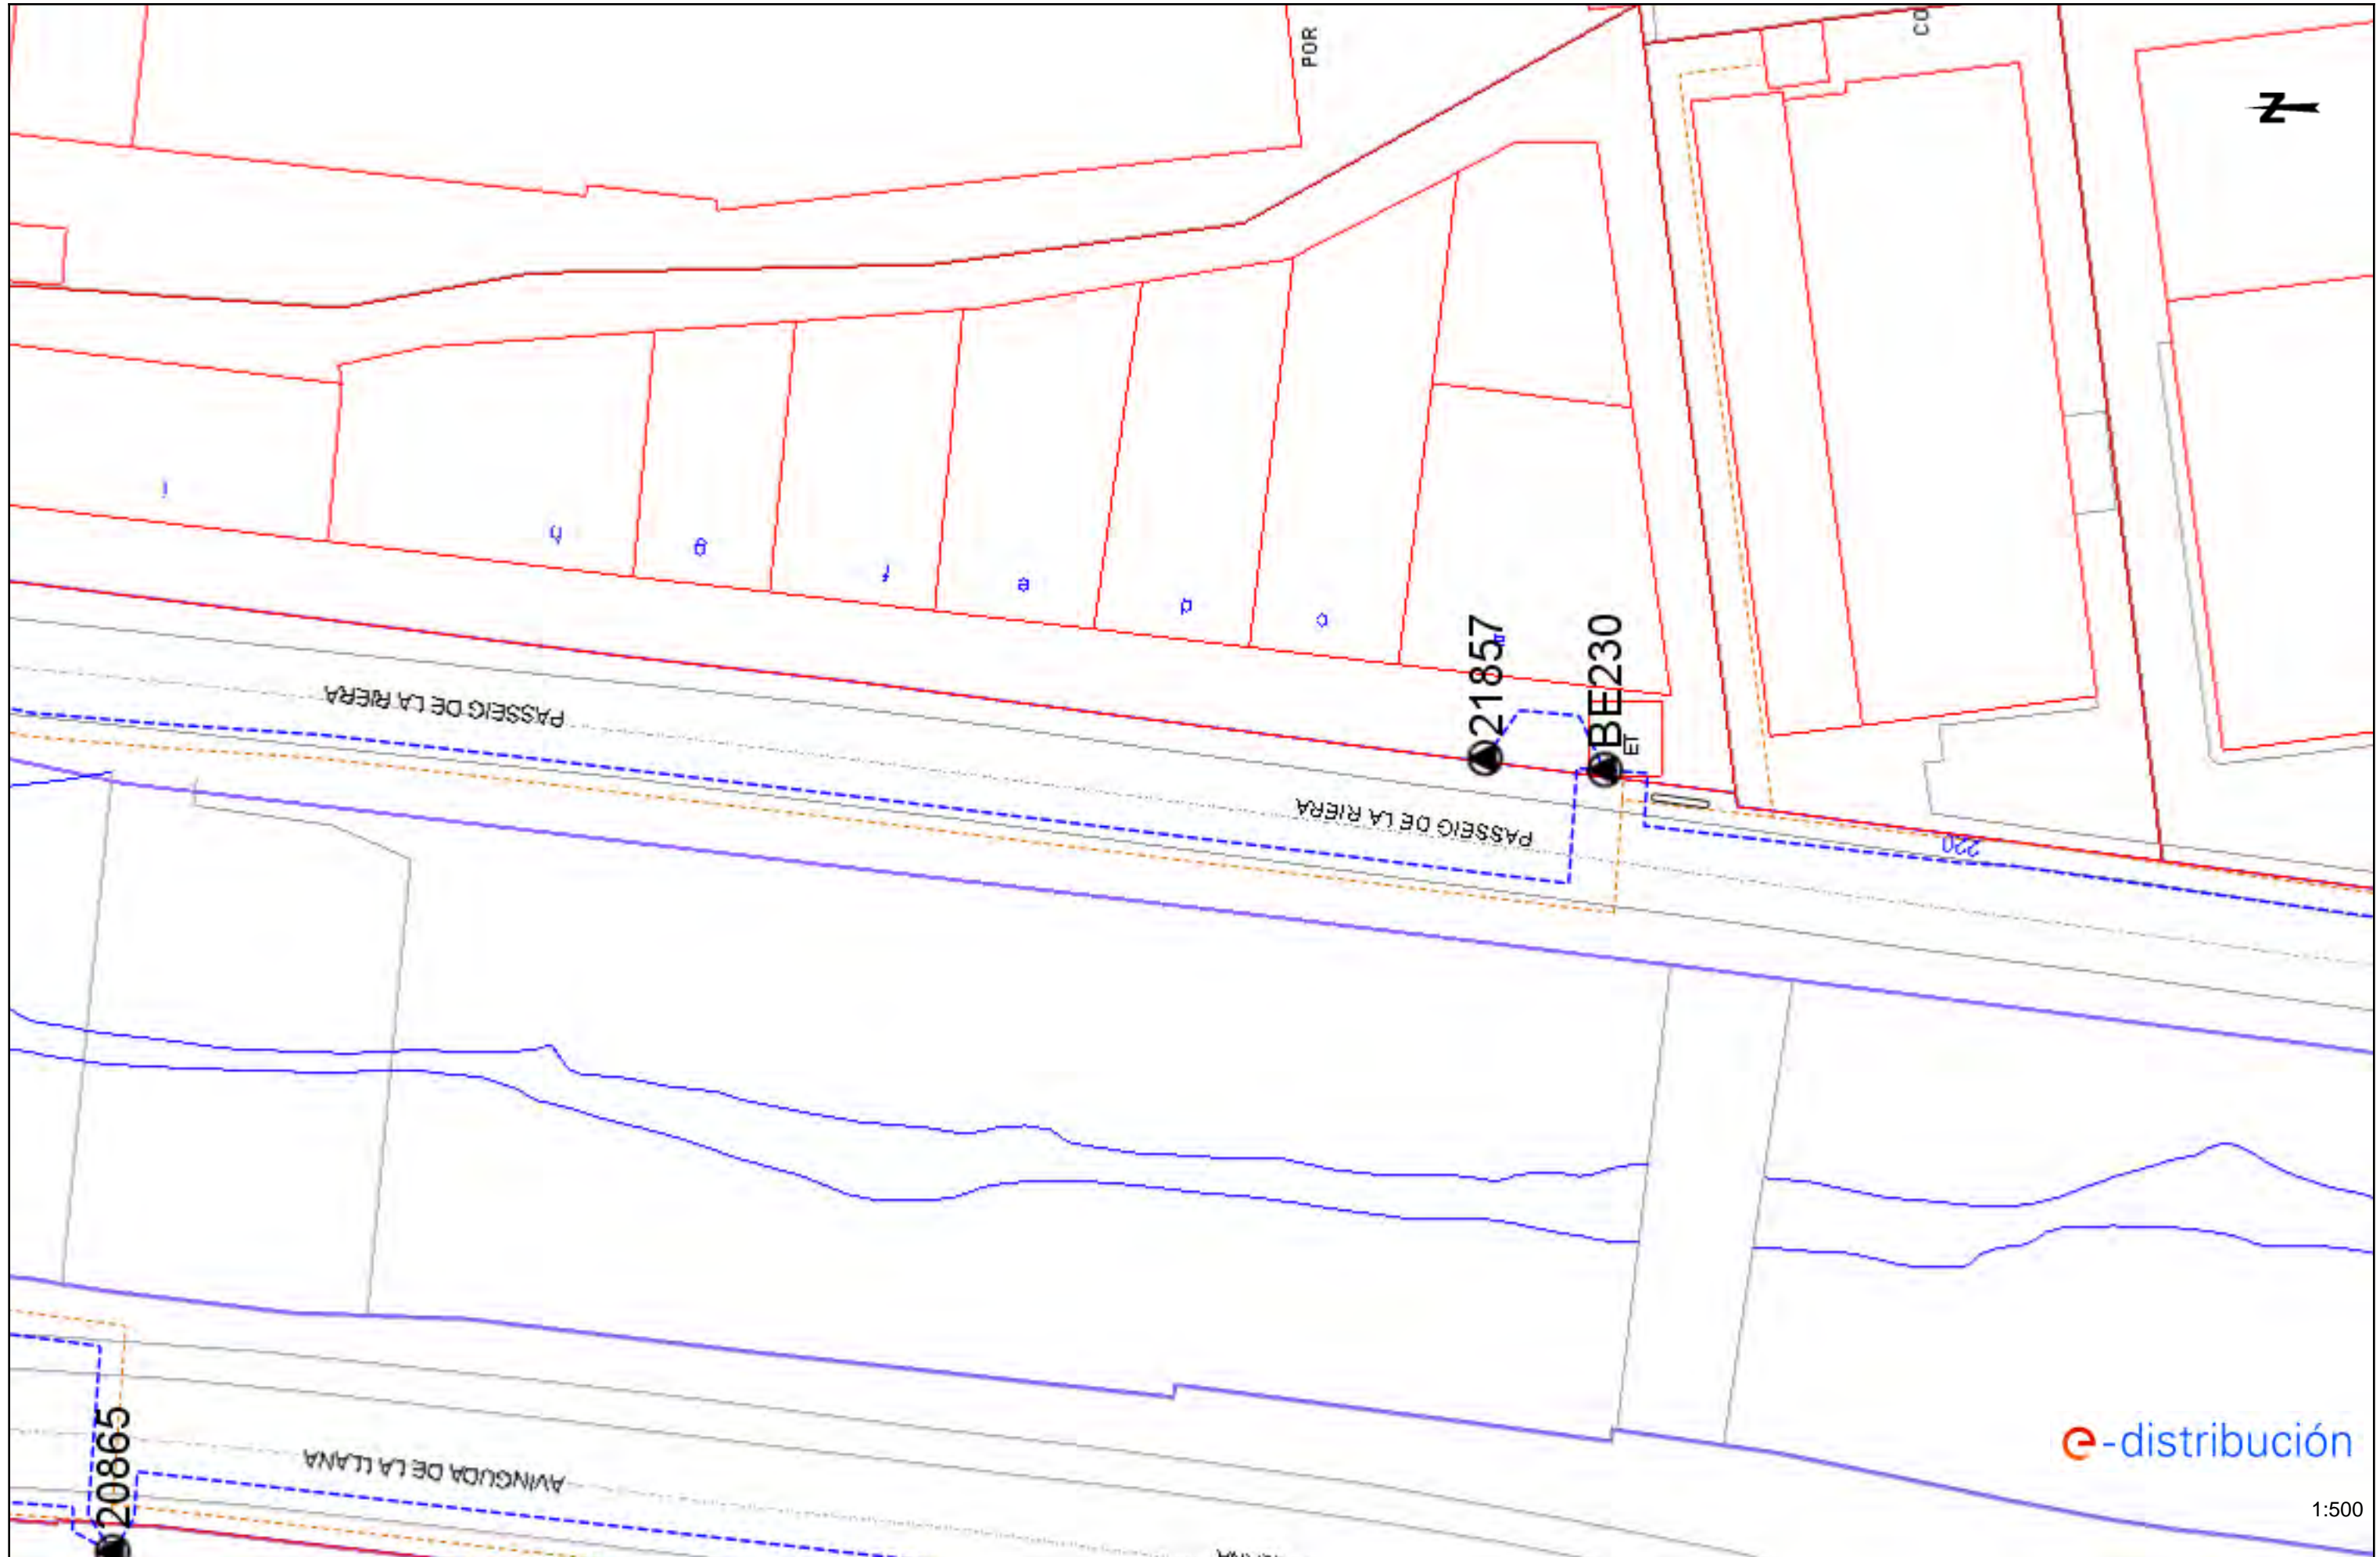 POR
CO
Z
i
h
g
f
e
d
c
21857
BE230
ET
PASSEIG DE LA RIERA
PASSEIG DE LA RIERA
220
20865
AVINGUDA DE LA LLANA
e-distribución
1:500